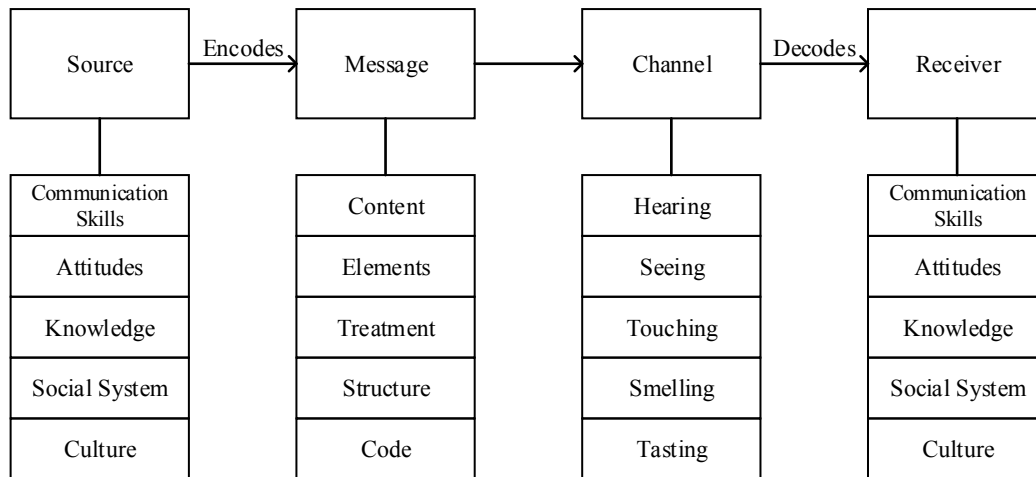 Source
Encodes
Message
Channel
Decodes
Receiver
Communication
Skills
Attitudes
Knowledge
Social System
Culture
Content
Elements
Treatment
Structure
Code
Hearing
Seeing
Touching
Smelling
Tasting
Communication
Skills
Attitudes
Knowledge
Social System
Culture